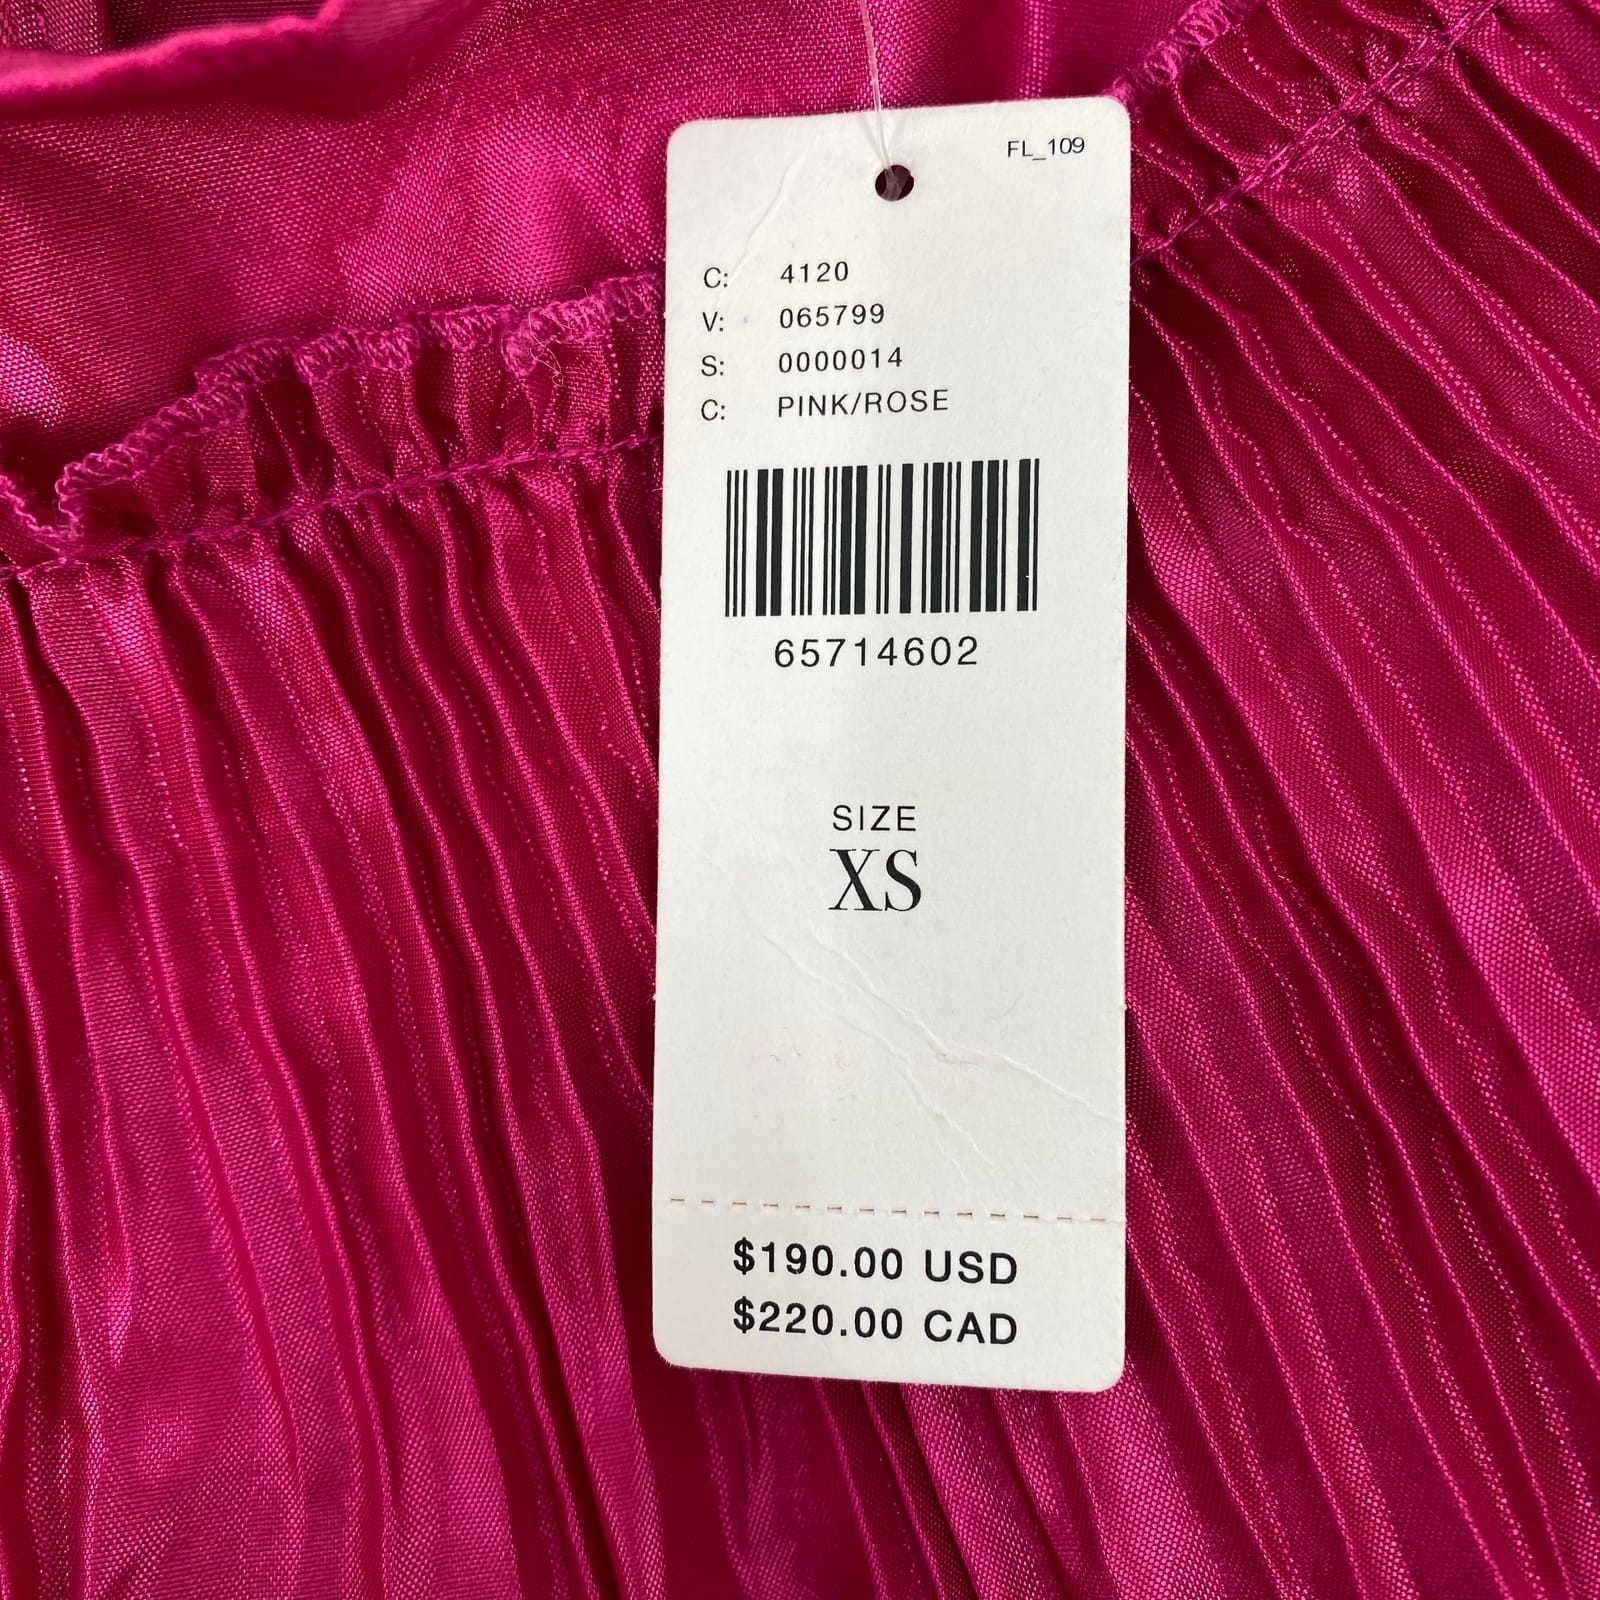 FL_109
C: 4120
V: 065799
S: 0000014
C: PINK/ROSE
65714602
SIZE
XS
$190.00 USD
$220.00 CAD